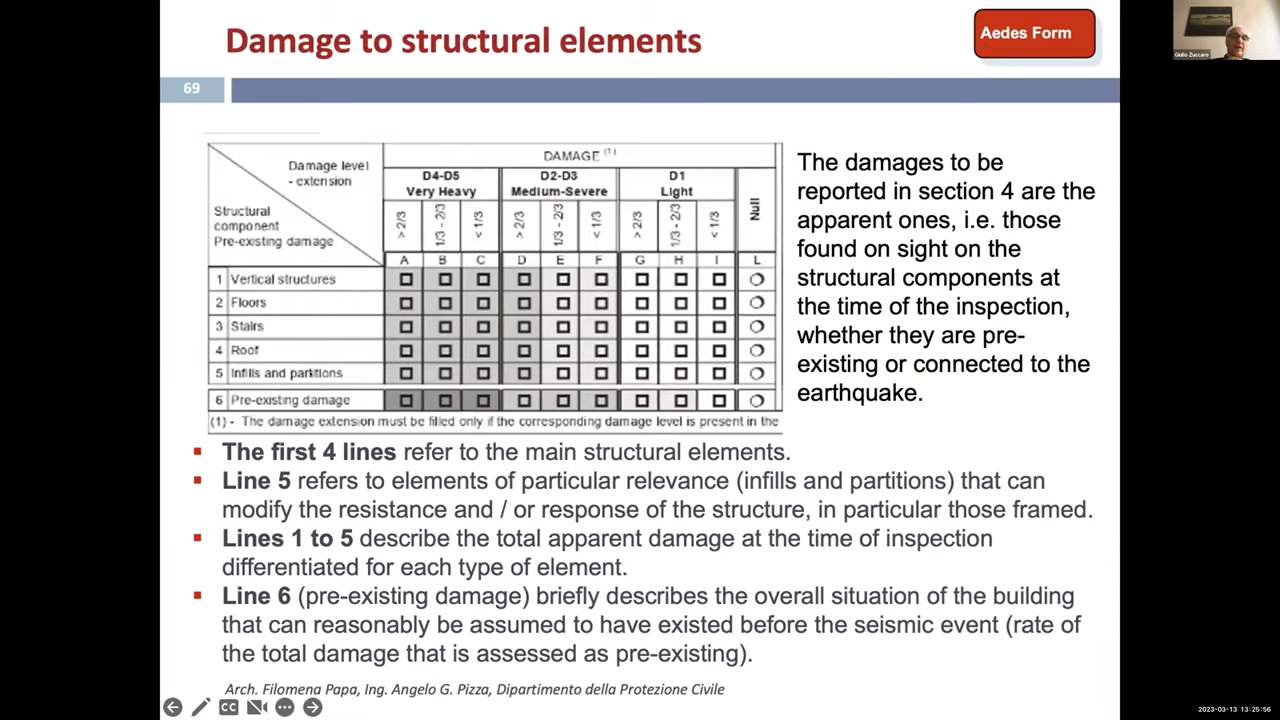 Damage to structural elements
Aedes Form
Giulio Zuccaro
69
Damage level
- extension
DAMAGE (1)
D4-D5
Very Heavy
D2-D3
Medium-Severe
D1
Light
Null
Structural
component
Pre-existing damage
> 2/3
1/3 - 2/3
< 1/3
> 2/3
1/3 - 2/3
< 1/3
> 2/3
1/3 - 2/3
< 1/3
A B C D E F G H I L
1 Vertical structures
2 Floors
3 Stairs
4 Roof
5 Infills and partitions
6 Pre-existing damage
(1) - The damage extension must be filled only if the corresponding damage level is present in the
The damages to be
reported in section 4 are the
apparent ones, i.e. those
found on sight on the
structural components at
the time of the inspection,
whether they are pre-
existing or connected to the
earthquake.
▪ The first 4 lines refer to the main structural elements.
▪ Line 5 refers to elements of particular relevance (infills and partitions) that can
modify the resistance and / or response of the structure, in particular those framed.
▪ Lines 1 to 5 describe the total apparent damage at the time of inspection
differentiated for each type of element.
▪ Line 6 (pre-existing damage) briefly describes the overall situation of the building
that can reasonably be assumed to have existed before the seismic event (rate of
the total damage that is assessed as pre-existing).
Arch. Filomena Papa, Ing. Angelo G. Pizza, Dipartimento della Protezione Civile
CC
2023-03-13 13:25:56